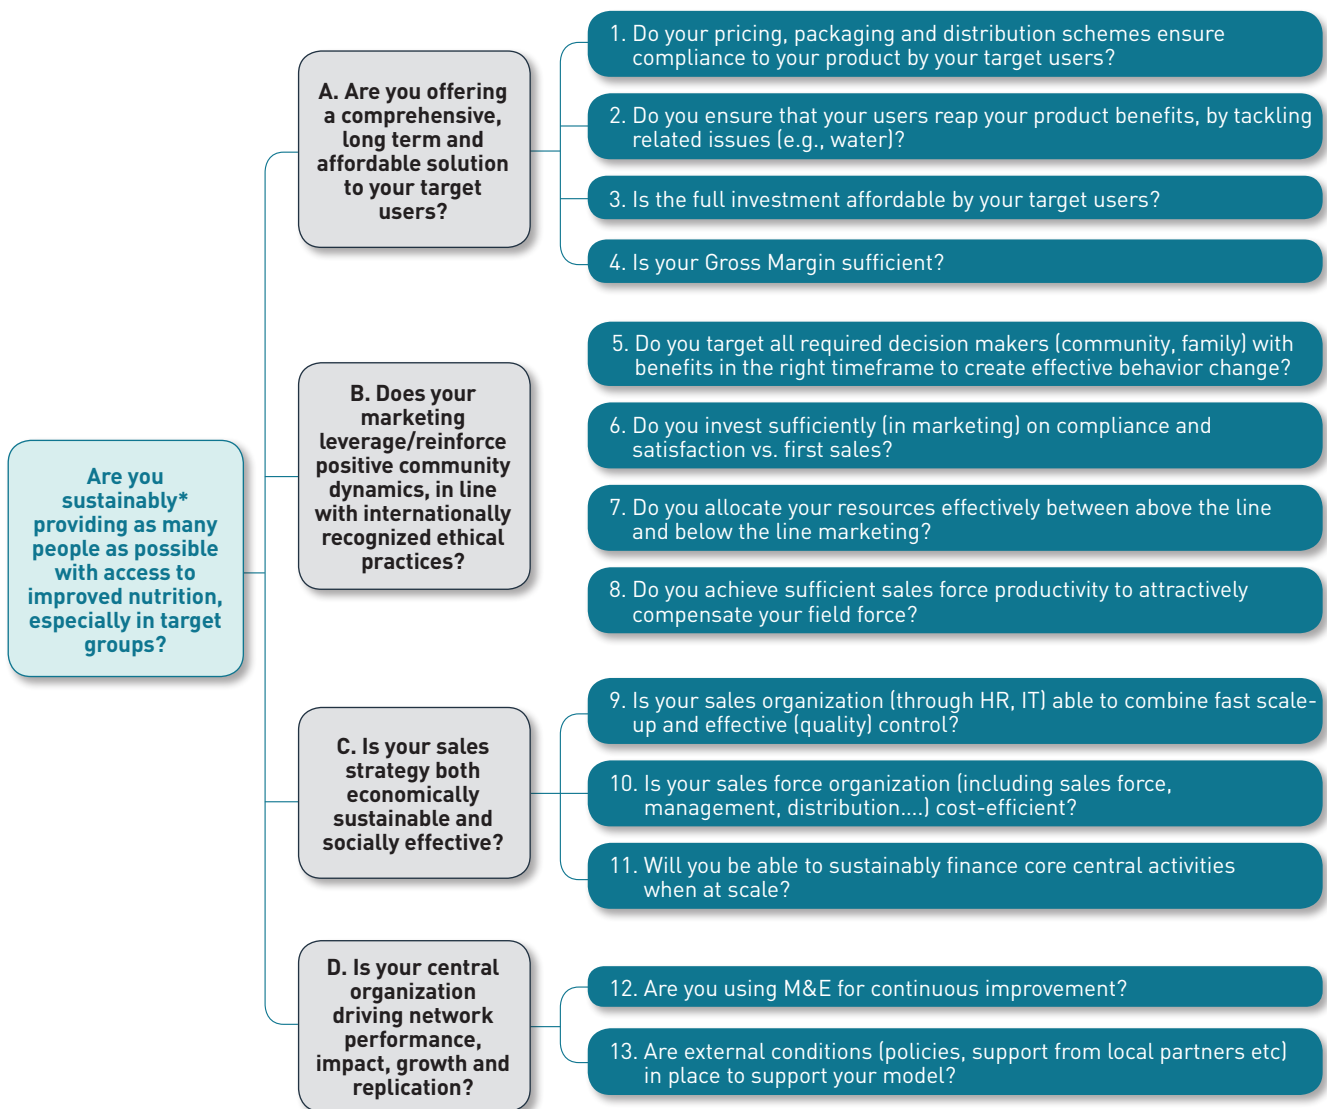 Are you
sustainably*
providing as many
people as possible
with access to
improved nutrition,
especially in target
groups?
A. Are you offering
a comprehensive,
long term and
affordable solution
to your target
users?
1. Do your pricing, packaging and distribution schemes ensure
compliance to your product by your target users?
2. Do you ensure that your users reap your product benefits, by tackling
related issues (e.g., water)?
3. Is the full investment affordable by your target users?
4. Is your Gross Margin sufficient?
B. Does your
marketing
leverage/reinforce
positive community
dynamics, in line
with internationally
recognized ethical
practices?
5. Do you target all required decision makers (community, family) with
benefits in the right timeframe to create effective behavior change?
6. Do you invest sufficiently (in marketing) on compliance and
satisfaction vs. first sales?
7. Do you allocate your resources effectively between above the line
and below the line marketing?
8. Do you achieve sufficient sales force productivity to attractively
compensate your field force?
C. Is your sales
strategy both
economically
sustainable and
socially effective?
9. Is your sales organization (through HR, IT) able to combine fast scale-
up and effective (quality) control?
10. Is your sales force organization (including sales force,
management, distribution....) cost-efficient?
11. Will you be able to sustainably finance core central activities
when at scale?
D. Is your central
organization
driving network
performance,
impact, growth and
replication?
12. Are you using M&E for continuous improvement?
13. Are external conditions (policies, support from local partners etc)
in place to support your model?